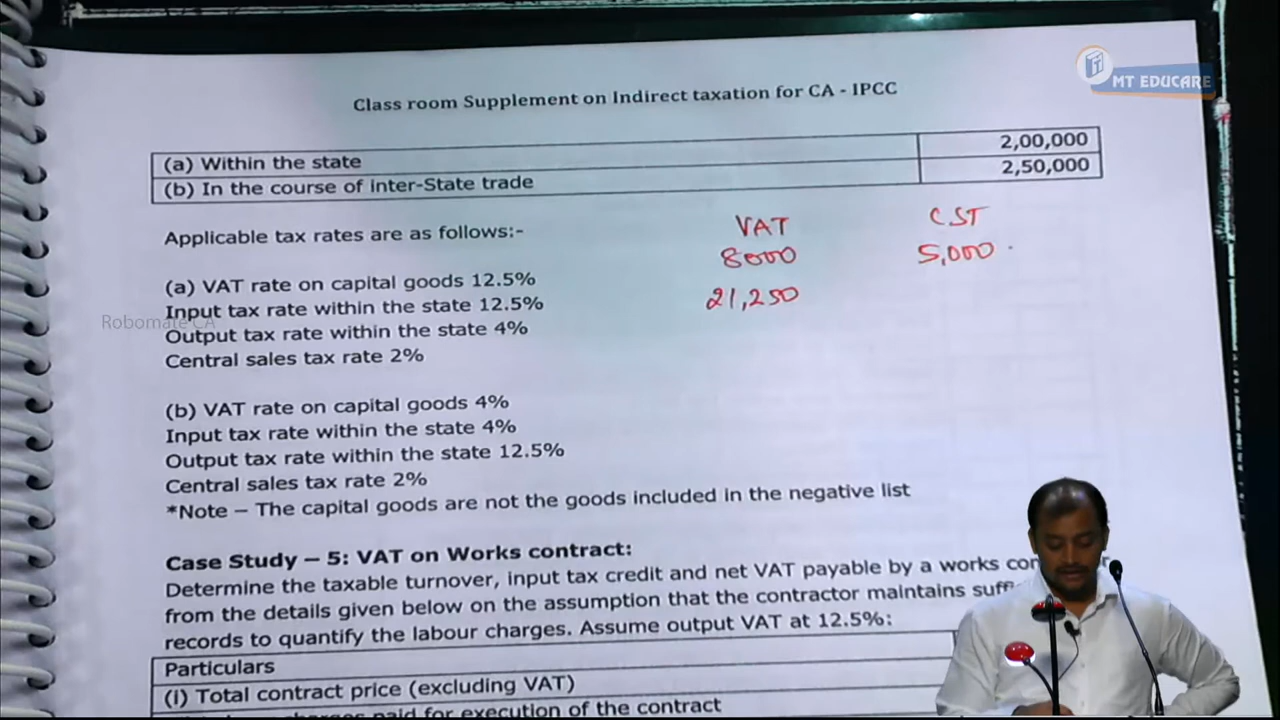 MT EDUCARE
Class room Supplement on Indirect taxation for CA - IPCC
(a) Within the state 2,00,000
(b) In the course of inter-State trade 2,50,000
VAT CST
Applicable tax rates are as follows:-
8000 5,000
(a) VAT rate on capital goods 12.5%
21,250
Input tax rate within the state 12.5%
Robomate CA
Output tax rate within the state 4%
Central sales tax rate 2%
(b) VAT rate on capital goods 4%
Input tax rate within the state 4%
Output tax rate within the state 12.5%
Central sales tax rate 2%
*Note – The capital goods are not the goods included in the negative list
Case Study – 5: VAT on Works contract:
Determine the taxable turnover, input tax credit and net VAT payable by a works
from the details given below on the assumption that the contractor maintains
records to quantify the labour charges. Assume output VAT at 12.5%:
Particulars
(i) Total contract price (excluding VAT)
charges paid for execution of the contract